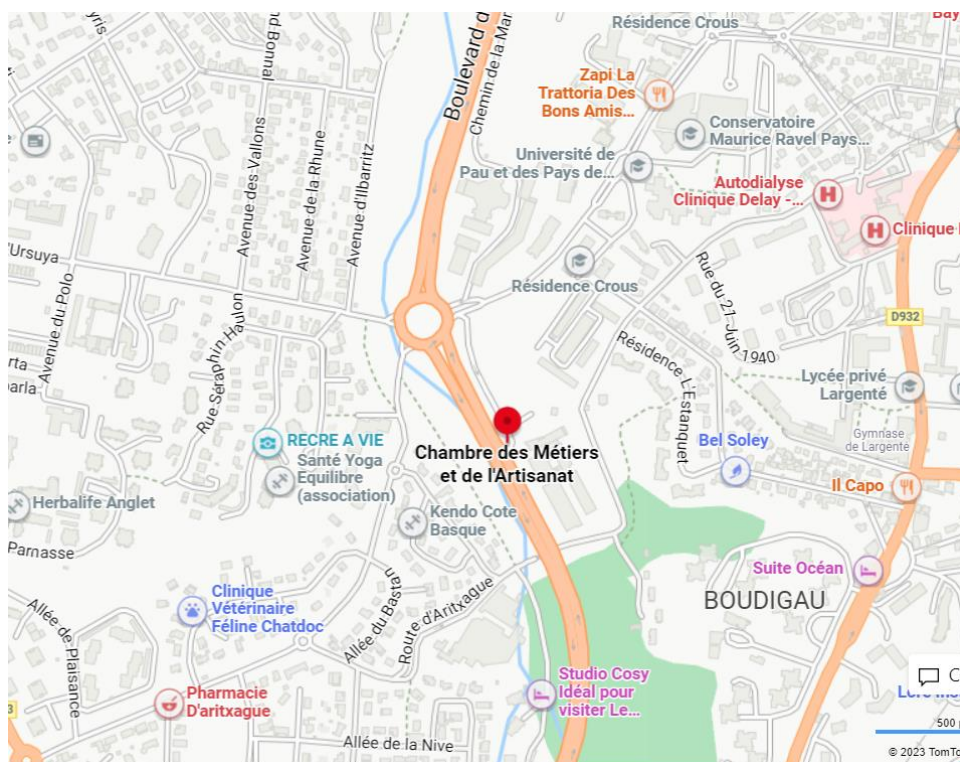 Résidence Crous
Zapi La
Trattoria Des
Bons Amis...
Conservatoire
Maurice Ravel Pays...
Université de
Pau et des Pays de...
Autodialyse
Clinique Delay -...
Clinique
Boulevard d
Chemin de la Mar
Avenue des Vallons
Avenue de la Rhune
Avenue d'Ilbarritz
Bonnal
Ursuya
Avenue du Polo
Rue Séraphin Haulon
Résidence Crous
Rue du 21-Juin 1940
D932
Résidence L'Estanquet
Lycée privé
Largenté
Gymnase
de Largenté
Chambre des Métiers
et de l'Artisanat
RECRE A VIE
Santé Yoga
Equilibre
(association)
Bel Soley
Il Capo
Herbalife Anglet
Kendo Cote
Basque
Parnasse
Suite Océan
BOUDIGAU
Clinique
Vétérinaire
Féline Chatdoc
Allée du Bastan
Route d'Aritxague
Allée de Plaisance
Pharmacie
D'aritxague
Studio Cosy
Idéal pour
visiter Le...
Allée de la Nive
C
500
© 2023 TomTo